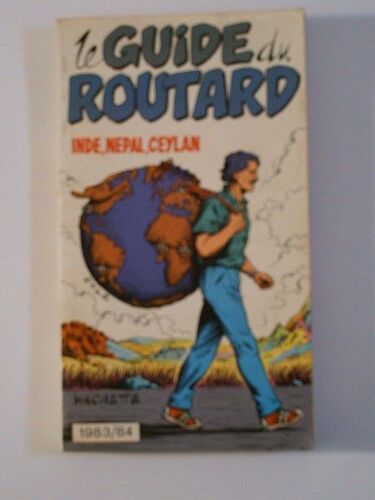 le GUIDE du
ROUTARD
INDE, NEPAL, CEYLAN
HACHETTE
1983/84